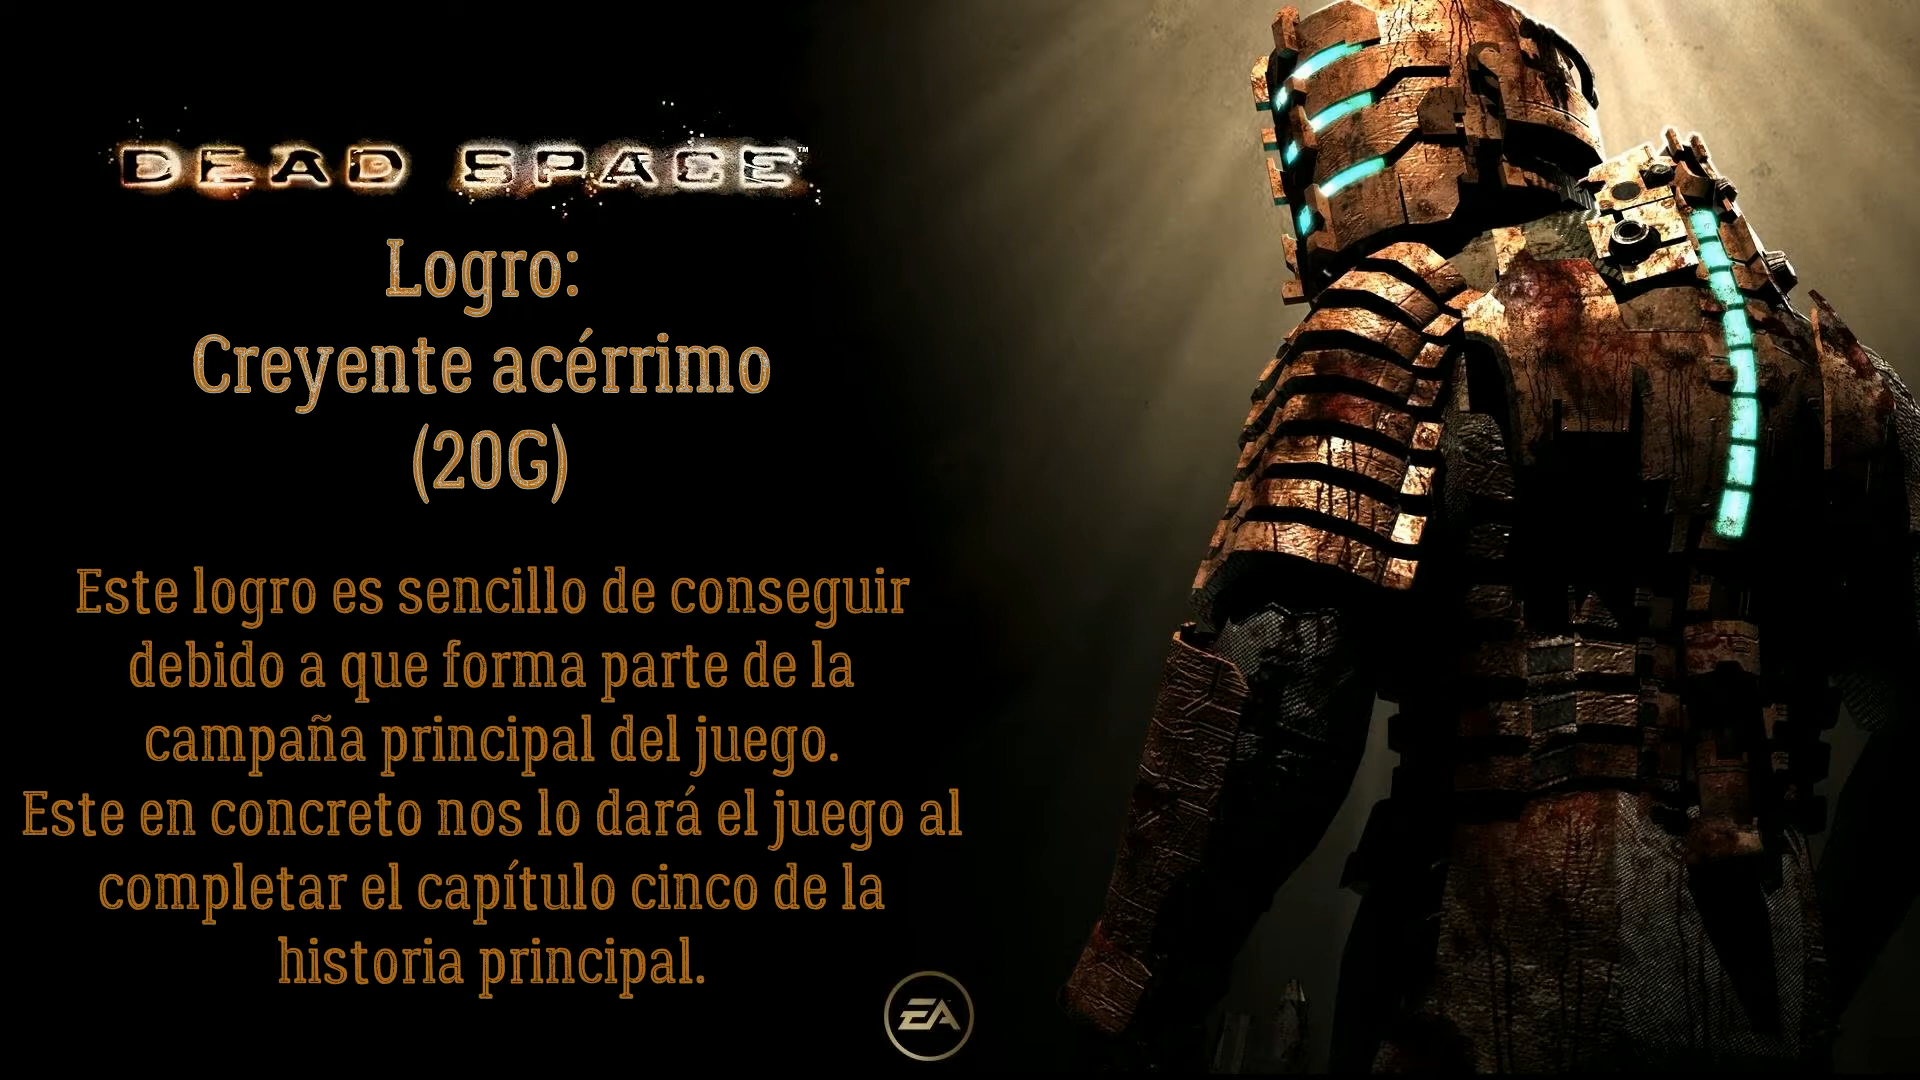 DEAD SPACE™
Logro:
Creyente acérrimo
(20G)
Este logro es sencillo de conseguir
debido a que forma parte de la
campaña principal del juego.
Este en concreto nos lo dará el juego al
completar el capítulo cinco de la
historia principal.
EA